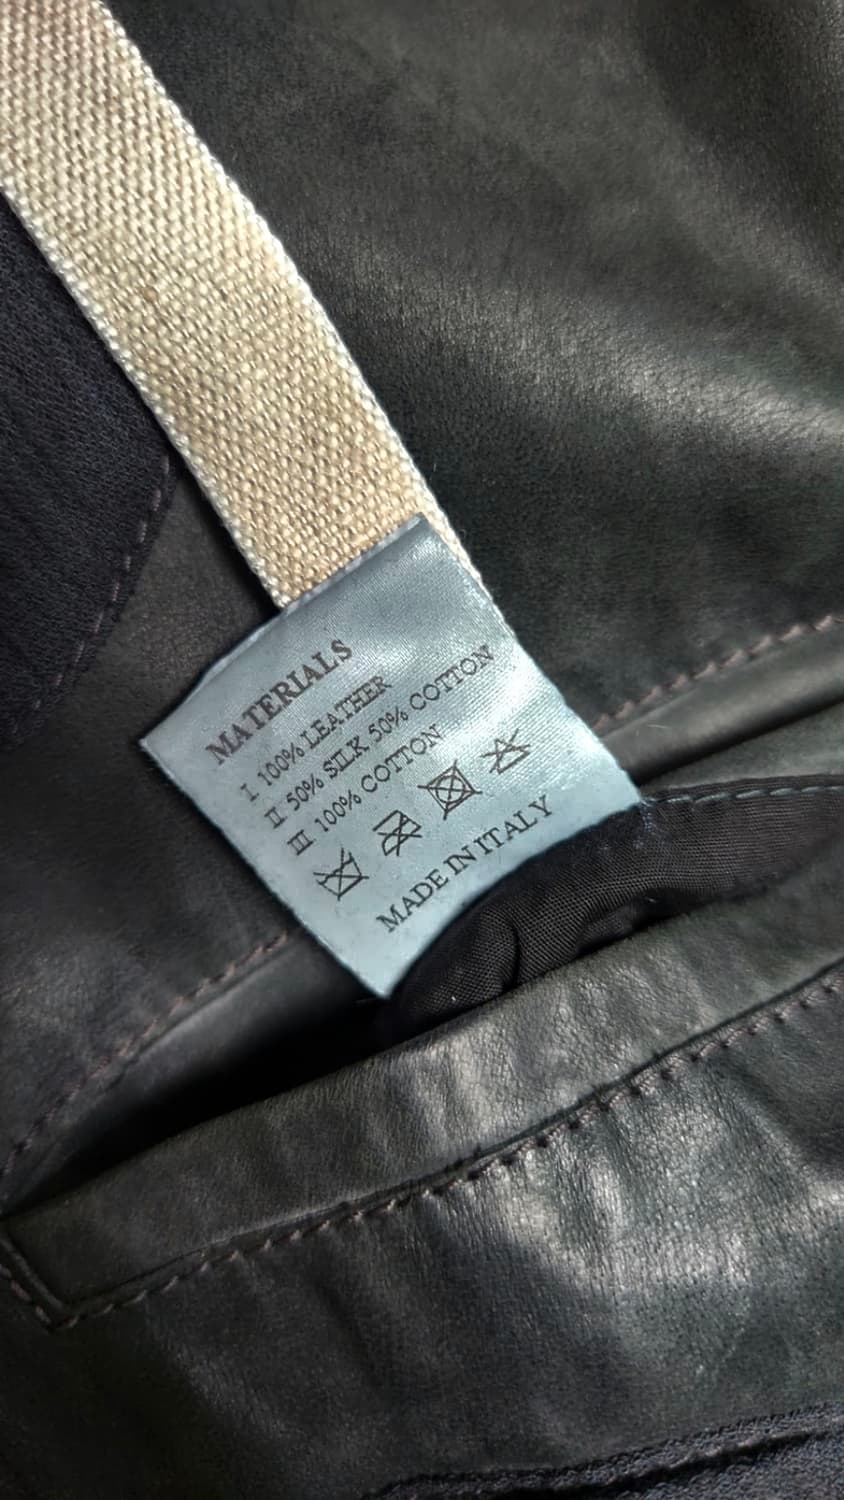 MATERIALS
I 100% LEATHER
II 50% SILK 50% COTTON
III 100% COTTON
MADE IN ITALY